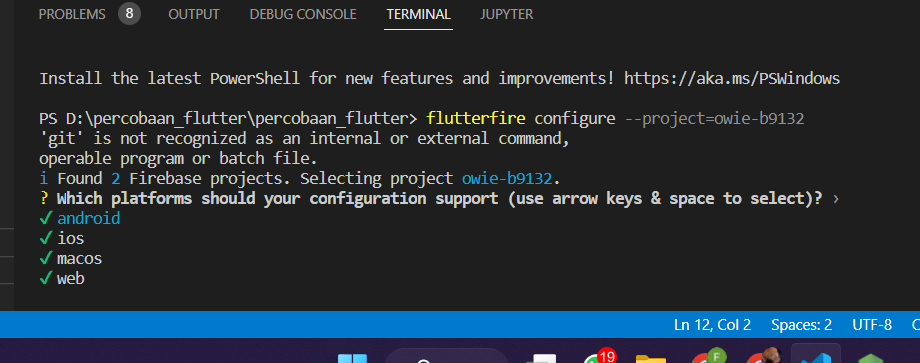 PROBLEMS 8 OUTPUT DEBUG CONSOLE TERMINAL JUPYTER
Install the latest PowerShell for new features and improvements! https://aka.ms/PSWindows
PS D:\percobaan_flutter\percobaan_flutter> flutterfire configure --project=owie-b9132
'git' is not recognized as an internal or external command,
operable program or batch file.
i Found 2 Firebase projects. Selecting project owie-b9132.
? Which platforms should your configuration support (use arrow keys & space to select)? ›
✓ android
✓ ios
✓ macos
✓ web
Ln 12, Col 2 Spaces: 2 UTF-8
19 F